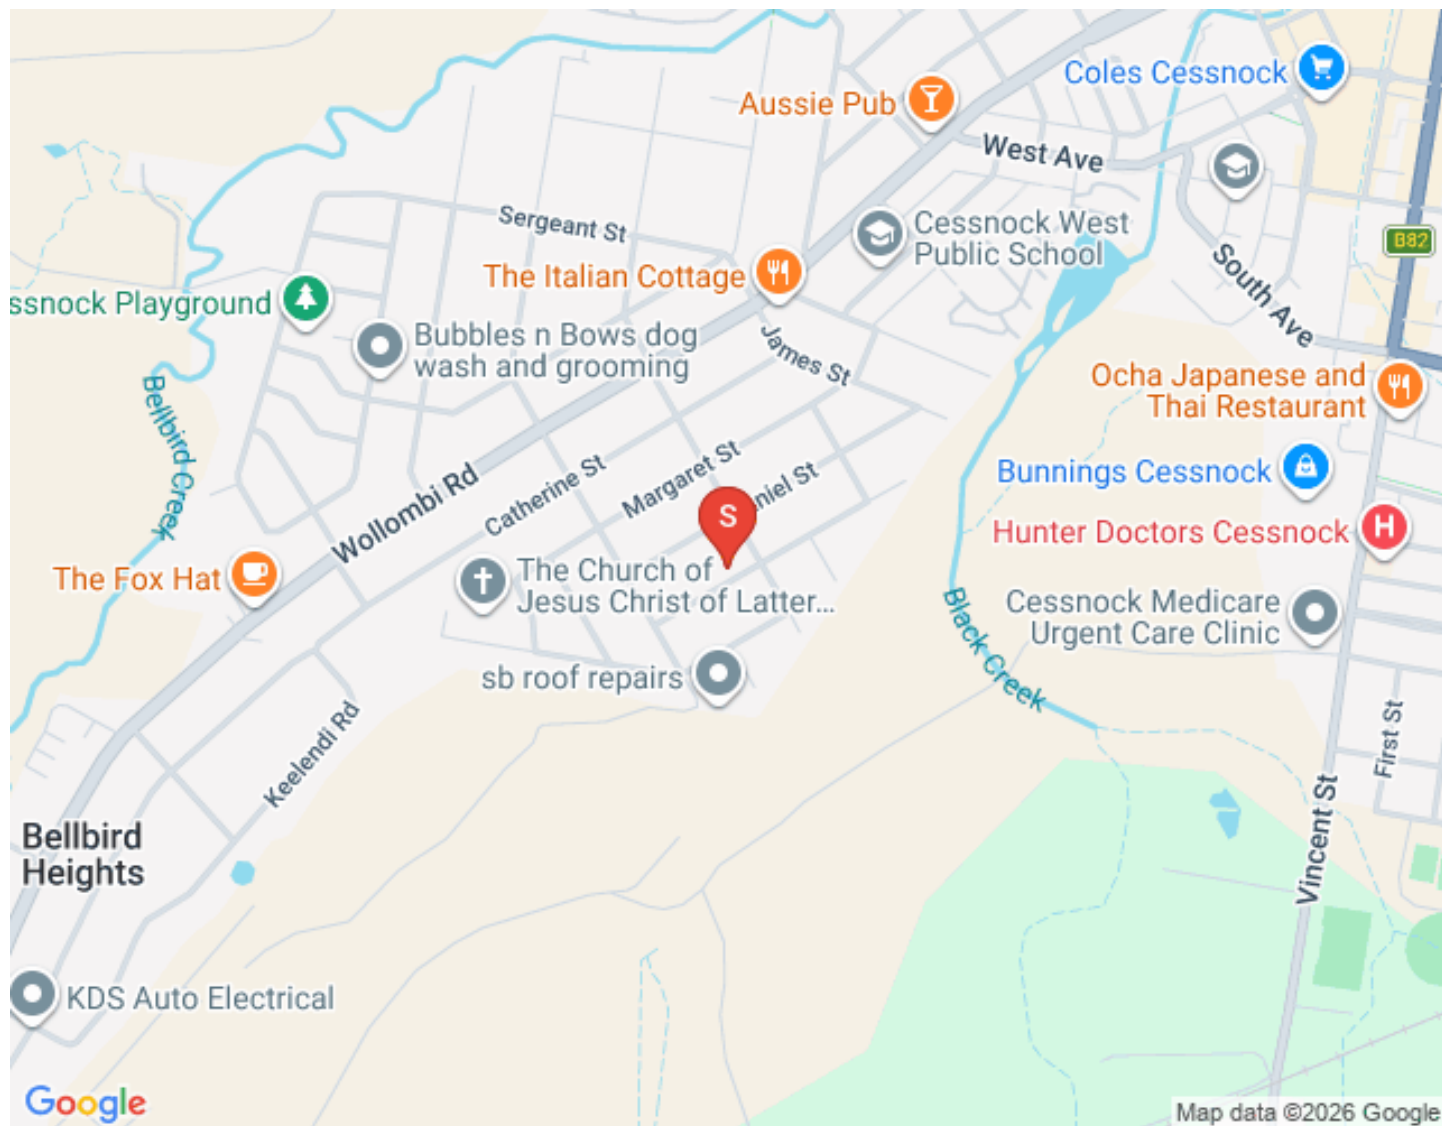 Coles Cessnock
Aussie Pub
West Ave
Sergeant St
Cessnock West
Public School
B82
The Italian Cottage
South Ave
ssnock Playground
Bubbles n Bows dog
wash and grooming
James St
Ocha Japanese and
Thai Restaurant
Bellbird Creek
Margaret St
Catherine St
niel St
Bunnings Cessnock
Wollombi Rd
S
Hunter Doctors Cessnock
H
The Fox Hat
The Church of
Jesus Christ of Latter...
Cessnock Medicare
Urgent Care Clinic
Black Creek
sb roof repairs
Keelendi Rd
First St
Vincent St
Bellbird
Heights
KDS Auto Electrical
Google
Map data ©2026 Google